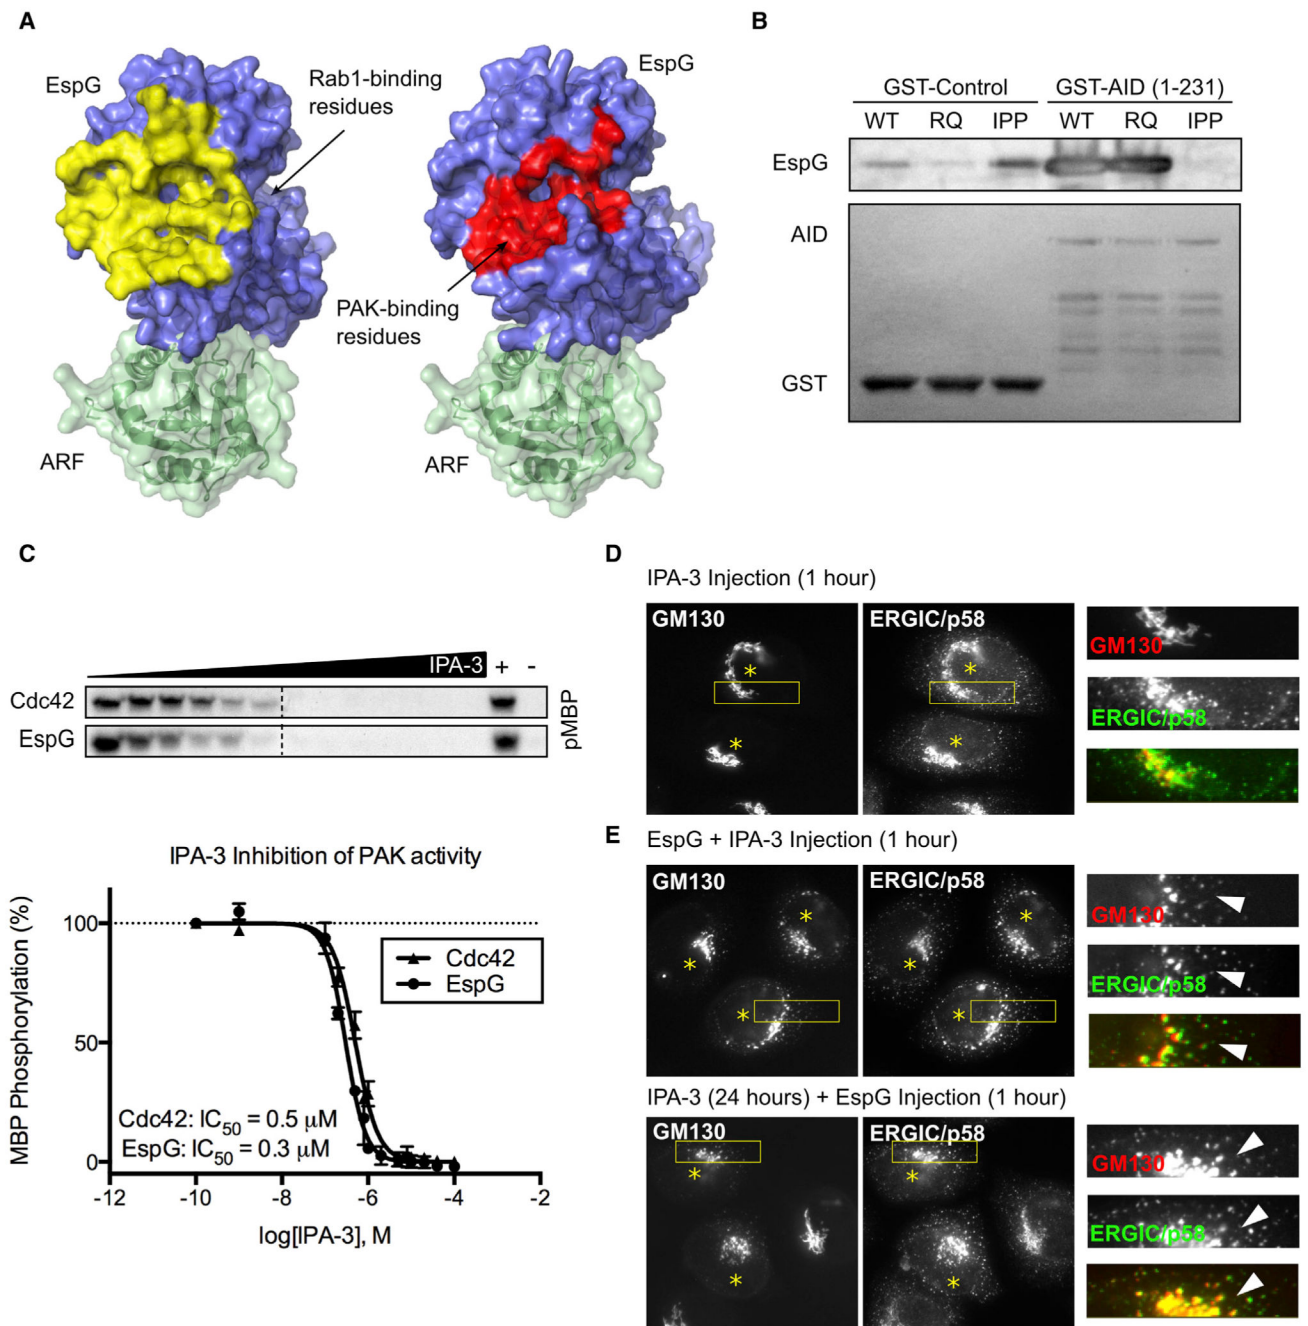 A
EspG
Rab1-binding
residues
EspG
PAK-binding
residues
ARF
ARF
B
GST-Control
GST-AID (1-231)
WT RQ IPP WT RQ IPP
EspG
AID
GST
C
IPA-3 + -
Cdc42
EspG
pMBP
IPA-3 Inhibition of PAK activity
MBP Phosphorylation (%)
100
50
0
Cdc42
EspG
Cdc42: IC50 = 0.5 μM
EspG: IC50 = 0.3 μM
-12 -10 -8 -6 -4 -2
log[IPA-3], M
D
IPA-3 Injection (1 hour)
GM130
ERGIC/p58
GM130
ERGIC/p58
E
EspG + IPA-3 Injection (1 hour)
GM130
ERGIC/p58
GM130
ERGIC/p58
IPA-3 (24 hours) + EspG Injection (1 hour)
GM130
ERGIC/p58
GM130
ERGIC/p58